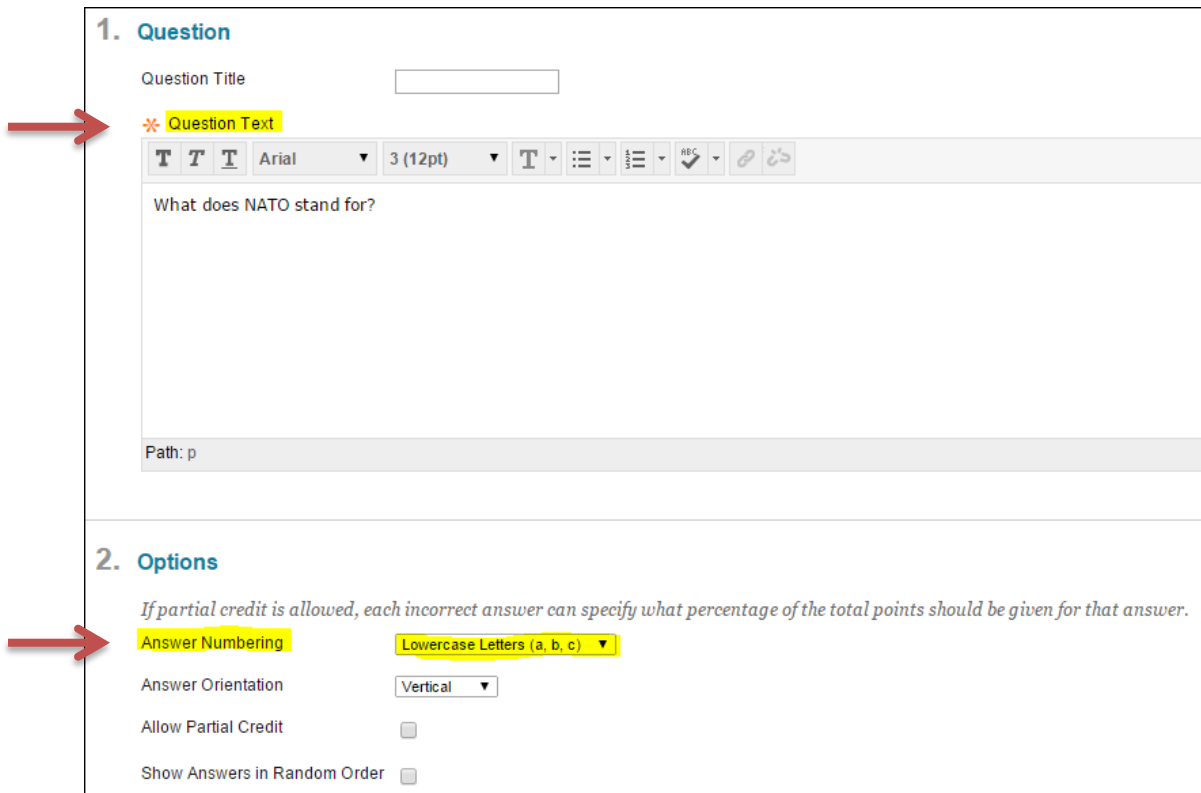 1. Question
Question Title
Question Text
T T T Arial 3 (12pt) T ABC
What does NATO stand for?
Path: p
2. Options
If partial credit is allowed, each incorrect answer can specify what percentage of the total points should be given for that answer.
Answer Numbering Lowercase Letters (a, b, c)
Answer Orientation Vertical
Allow Partial Credit
Show Answers in Random Order